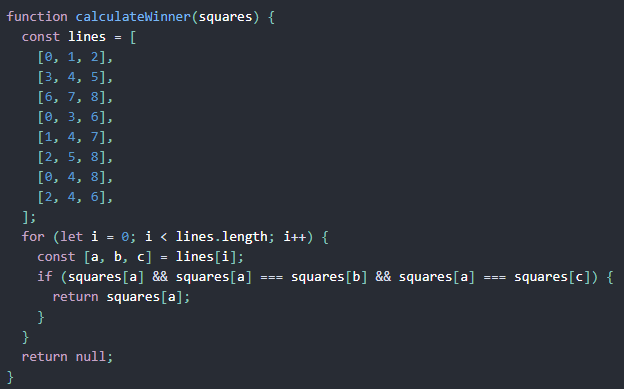 function calculateWinner(squares) {
  const lines = [
    [0, 1, 2],
    [3, 4, 5],
    [6, 7, 8],
    [0, 3, 6],
    [1, 4, 7],
    [2, 5, 8],
    [0, 4, 8],
    [2, 4, 6],
  ];
  for (let i = 0; i < lines.length; i++) {
    const [a, b, c] = lines[i];
    if (squares[a] && squares[a] === squares[b] && squares[a] === squares[c]) {
      return squares[a];
    }
  }
  return null;
}